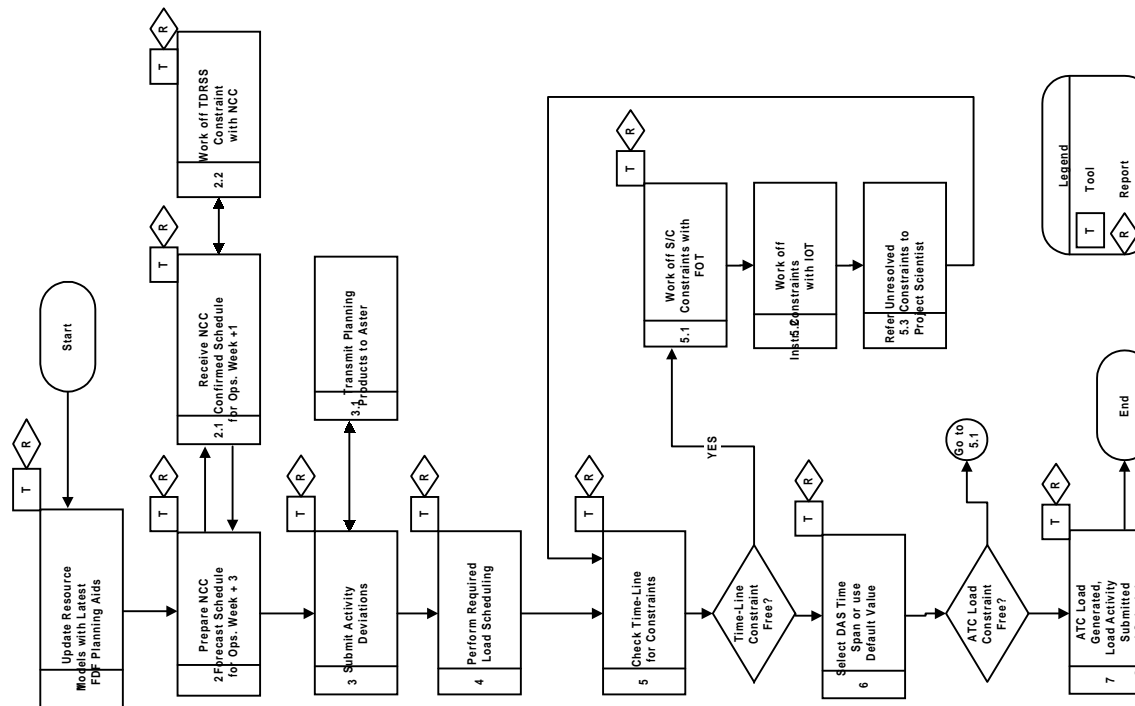 Start
T
R
Update Resource
Models with Latest
FDF Planning Aids
T
R
Prepare NCC
2 Forecast Schedule
for Ops. Week + 3
T
R
Receive NCC
2.1 Confirmed Schedule
for Ops. Week +1
T
R
2.2
Work off TDRSS
Constraint
with NCC
T
R
3
Submit Activity
Deviations
3.1
Transmit Planning
Products to Aster
T
R
4
Perform Required
Load Scheduling
T
R
5
Check Time-Line
for Constraints
Time-Line
Constraint
Free?
YES
T
R
5.1
Work off S/C
Constraints with
FOT
5.2
Work off
Instr. Constraints
with IOT
Refer Unresolved
5.3 Constraints to
Project Scientist
T
R
6
Select DAS Time
Span or use
Default Value
ATC Load
Constraint
Free?
Go to
5.1
T
R
7
ATC Load
Generated,
Load Activity
Submitted
End
Legend
T
Tool
R
Report